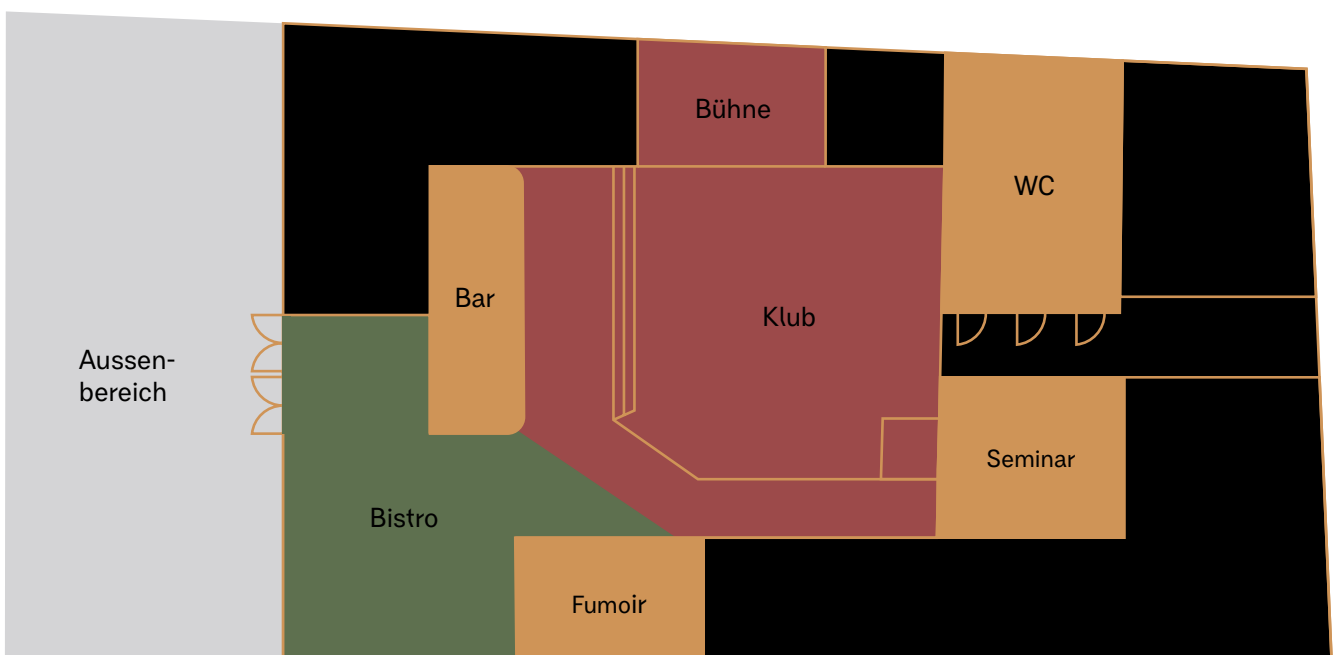 Bühne
WC
Bar
Klub
Aussen-
bereich
Seminar
Bistro
Fumoir